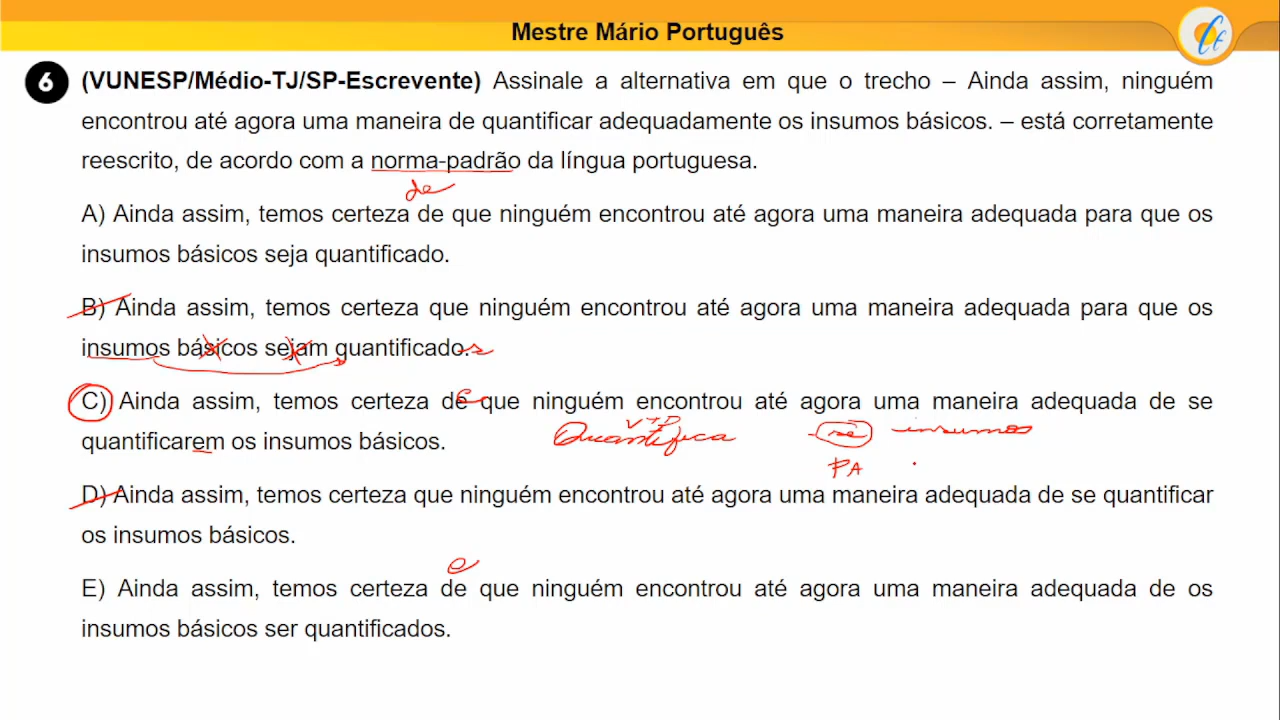 Mestre Mário Português
6 (VUNESP/Médio-TJ/SP-Escrevente) Assinale a alternativa em que o trecho – Ainda assim, ninguém
encontrou até agora uma maneira de quantificar adequadamente os insumos básicos. – está corretamente
reescrito, de acordo com a norma-padrão da língua portuguesa.
de
A) Ainda assim, temos certeza de que ninguém encontrou até agora uma maneira adequada para que os
insumos básicos seja quantificado.
B) Ainda assim, temos certeza que ninguém encontrou até agora uma maneira adequada para que os
insumos básicos sejam quantificado.s
C) Ainda assim, temos certeza de que ninguém encontrou até agora uma maneira adequada de se
quantificarem os insumos básicos.
VTD
Quantifica se insumos
PA
D) Ainda assim, temos certeza que ninguém encontrou até agora uma maneira adequada de se quantificar
os insumos básicos.
E) Ainda assim, temos certeza de que ninguém encontrou até agora uma maneira adequada de os
insumos básicos ser quantificados.